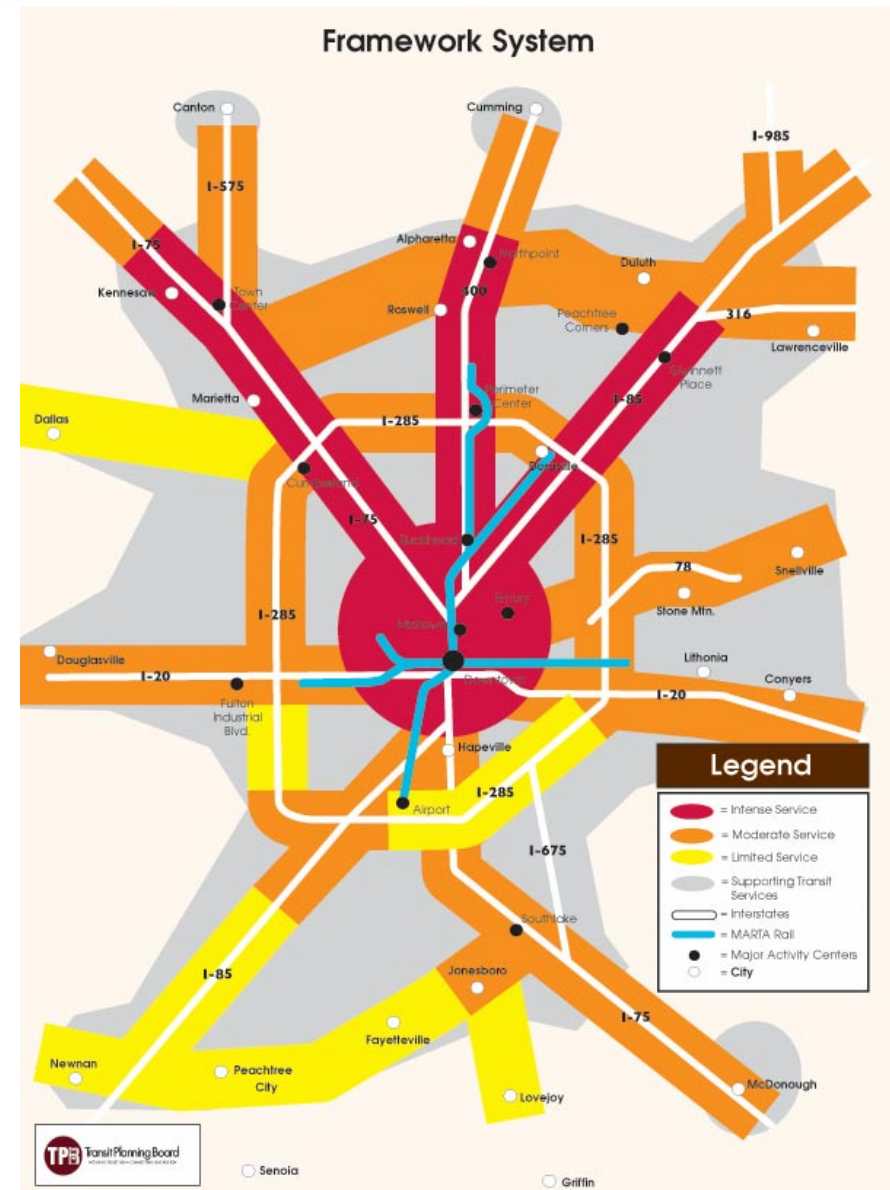 Framework System
Canton
Cumming
I-985
I-575
I-75
Alpharetta
Northpoint
Duluth
Kennesaw
Town
Center
400
Roswell
Peachtree
Corners
316
Lawrenceville
Gwinnett
Place
Marietta
Perimeter
Center
I-85
Dallas
I-285
Doraville
Cumberland
I-75
Buckhead
I-285
78
Snellville
Stone Mtn.
Emory
I-285
Midtown
Douglasville
Lithonia
I-20
Downtown
Conyers
I-20
Fulton
Industrial
Blvd.
Hapeville
Legend
I-285
Airport
= Intense Service
= Moderate Service
I-675
= Limited Service
= Supporting Transit
Services
= Interstates
Southlake
= MARTA Rail
= Major Activity Centers
I-85
Jonesboro
= City
I-75
Fayetteville
Newnan
Peachtree
City
McDonough
Lovejoy
TPB
Transit Planning Board
Senoia
Griffin